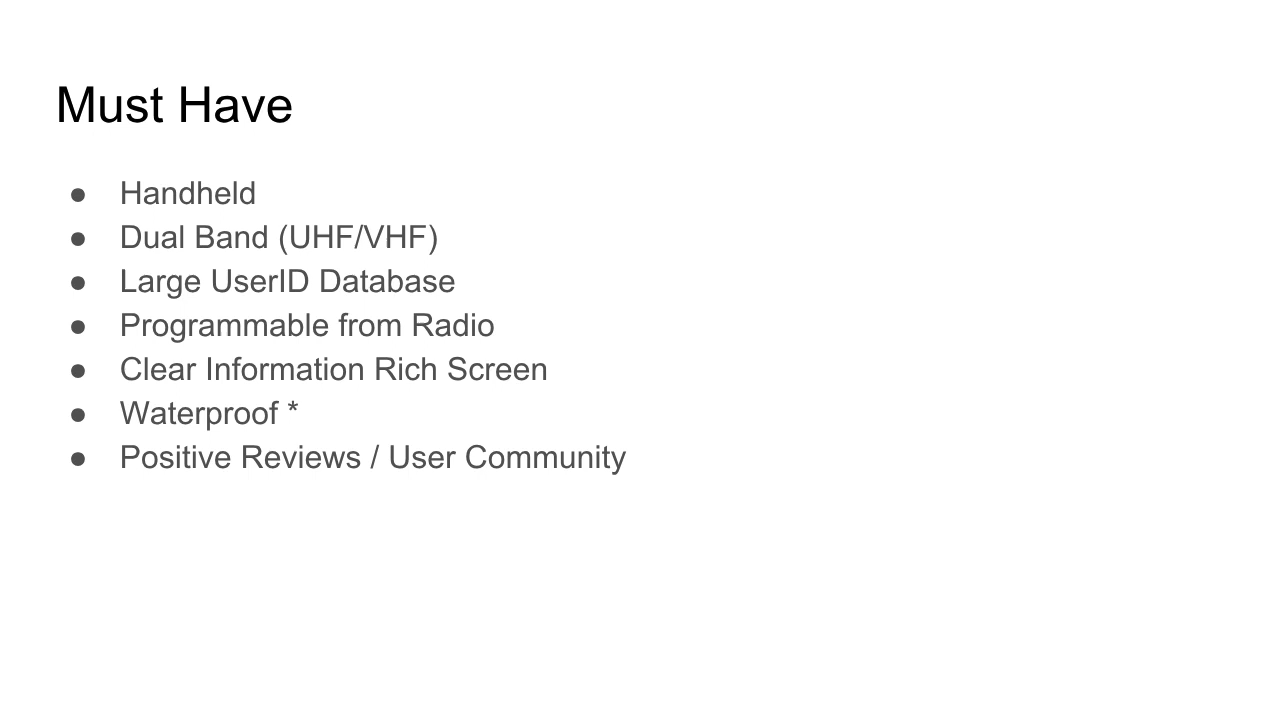 Must Have
● Handheld
● Dual Band (UHF/VHF)
● Large UserID Database
● Programmable from Radio
● Clear Information Rich Screen
● Waterproof *
● Positive Reviews / User Community